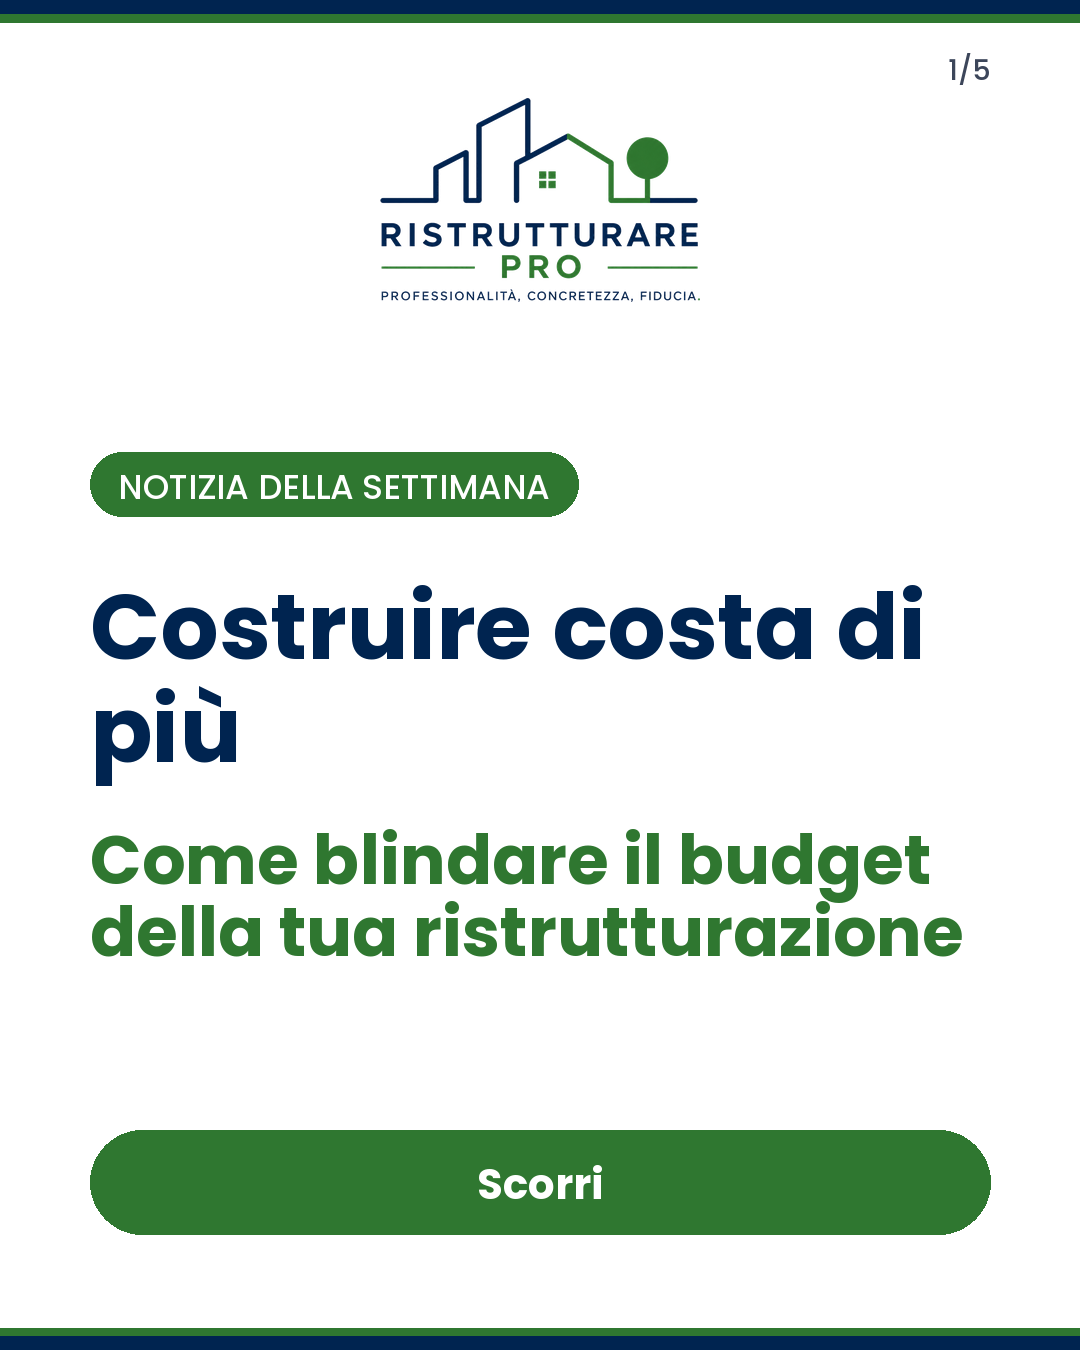 1/5
RISTRUTTURARE
PRO
PROFESSIONALITÀ, CONCRETEZZA, FIDUCIA.
NOTIZIA DELLA SETTIMANA
Costruire costa di
più
Come blindare il budget
della tua ristrutturazione
Scorri